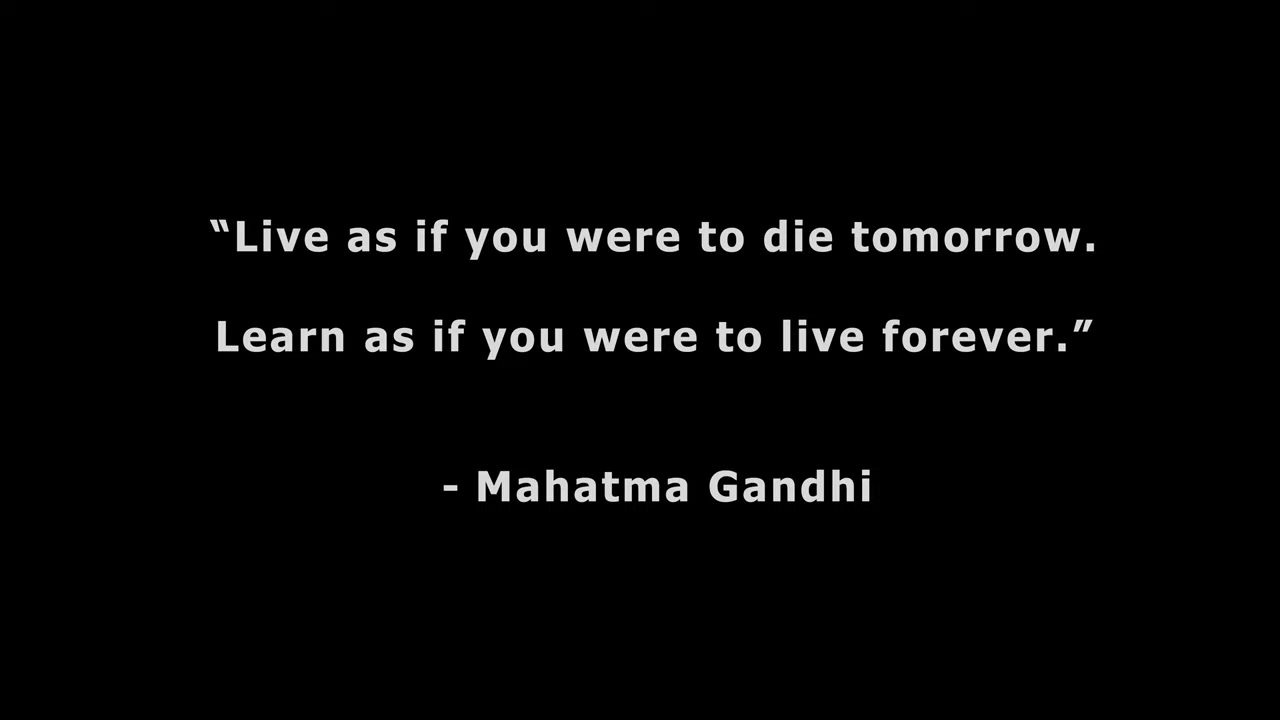 “Live as if you were to die tomorrow.
Learn as if you were to live forever.”
- Mahatma Gandhi